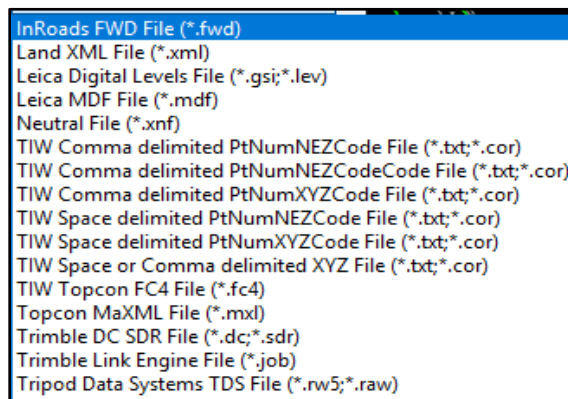 InRoads FWD File (*.fwd)
Land XML File (*.xml)
Leica Digital Levels File (*.gsi;*.lev)
Leica MDF File (*.mdf)
Neutral File (*.xnf)
TIW Comma delimited PtNumNEZCode File (*.txt;*.cor)
TIW Comma delimited PtNumNEZCodeCode File (*.txt;*.cor)
TIW Comma delimited PtNumXYZCode File (*.txt;*.cor)
TIW Space delimited PtNumNEZCode File (*.txt;*.cor)
TIW Space delimited PtNumXYZCode File (*.txt;*.cor)
TIW Space or Comma delimited XYZ File (*.txt;*.cor)
TIW Topcon FC4 File (*.fc4)
Topcon MaXML File (*.mxl)
Trimble DC SDR File (*.dc;*.sdr)
Trimble Link Engine File (*.job)
Tripod Data Systems TDS File (*.rw5;*.raw)